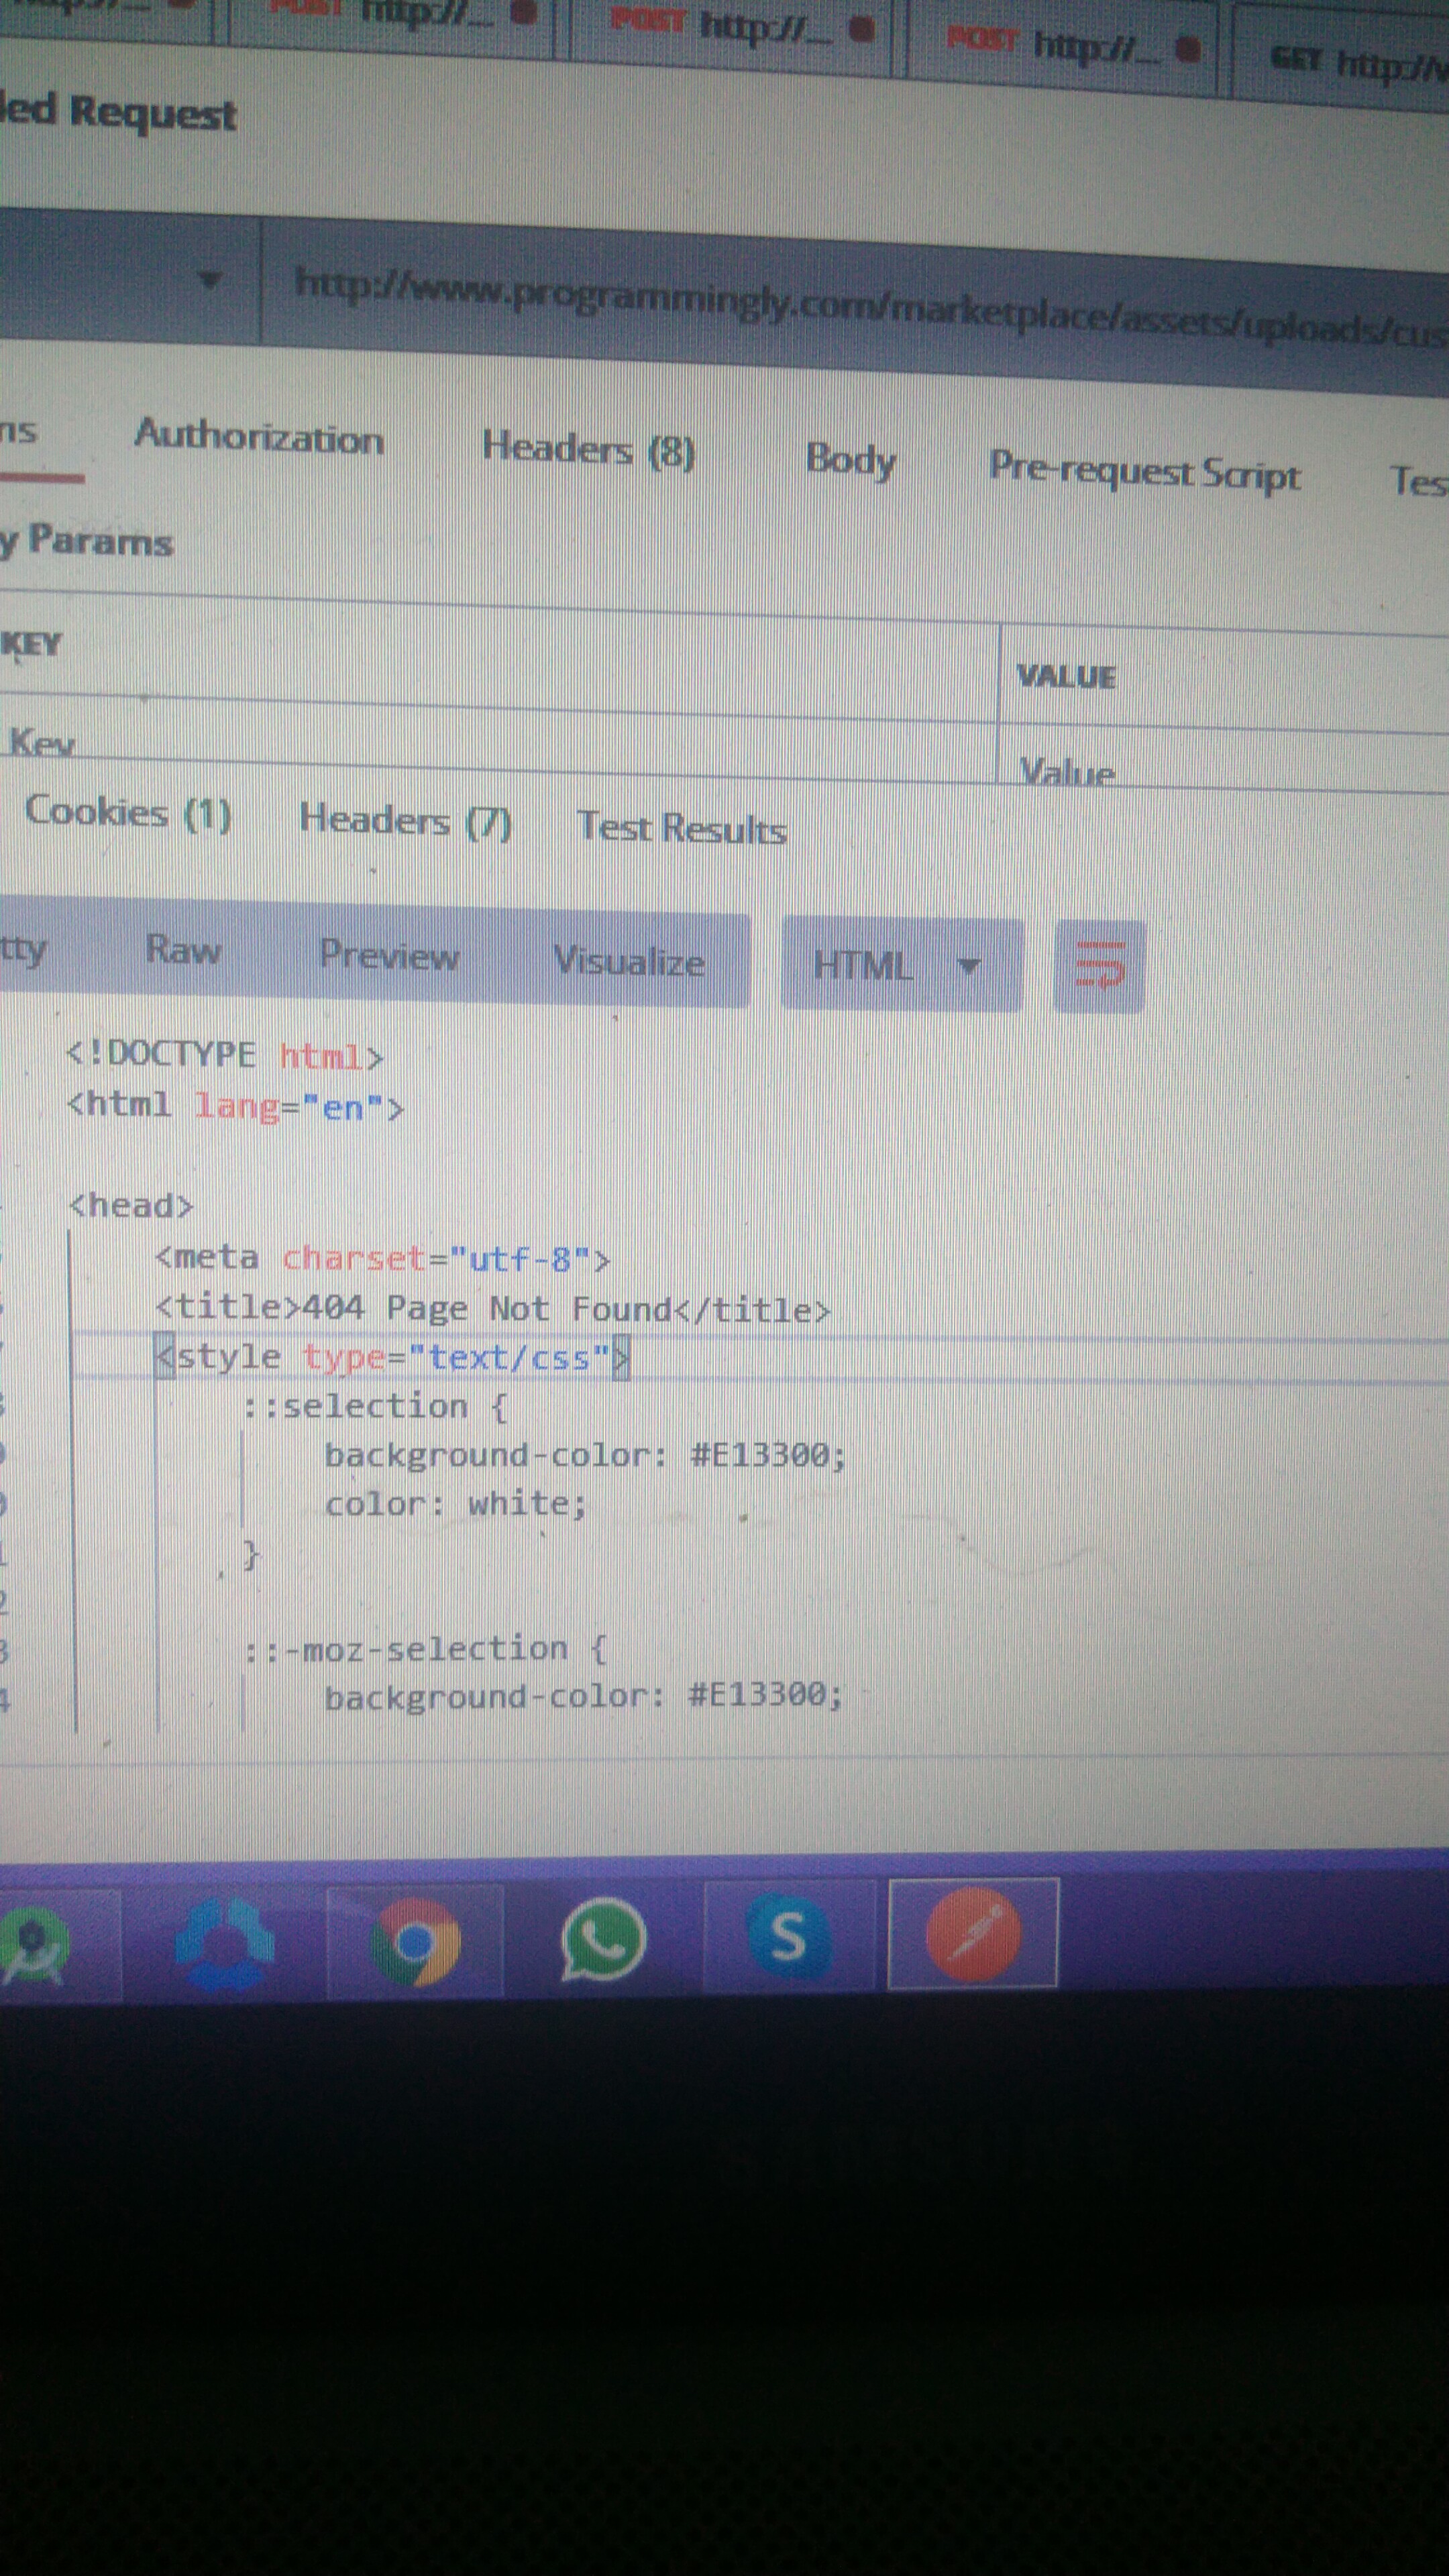 POST http://...
POST http://...
POST http://...
GET http://
led Request
http://www.programmingly.com/marketplace/assets/uploads/cus
ns Authorization Headers (8) Body Pre-request Script Tes
y Params
KEY VALUE
Key Value
Cookies (1) Headers (7) Test Results
tty Raw Preview Visualize HTML
<!DOCTYPE html>
<html lang="en">
<head>
<meta charset="utf-8">
<title>404 Page Not Found</title>
<style type="text/css">
::selection {
background-color: #E13300;
color: white;
}
::-moz-selection {
background-color: #E13300;
S